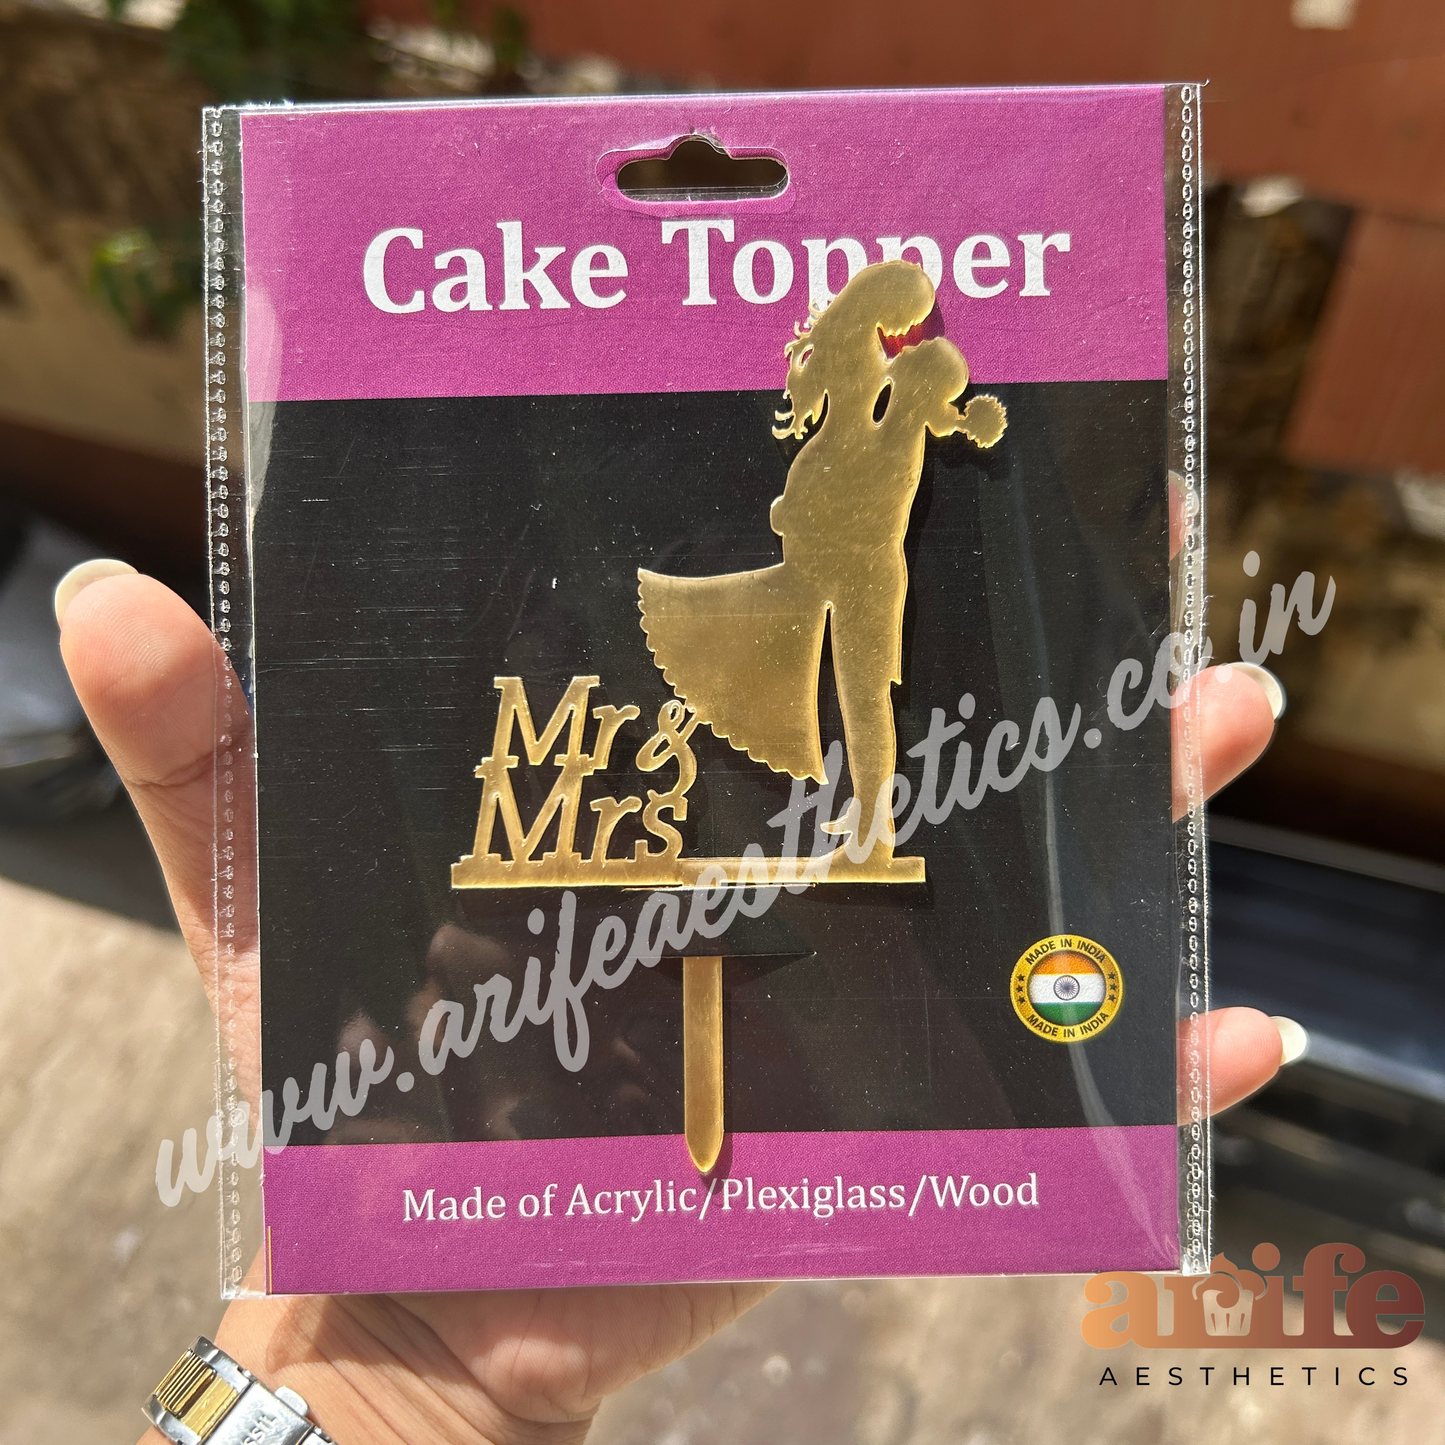 Cake Topper
Mr &
Mrs
www.arifeaesthetics.co.in
MADE IN INDIA
MADE IN INDIA
Made of Acrylic/Plexiglass/Wood
arife
AESTHETICS